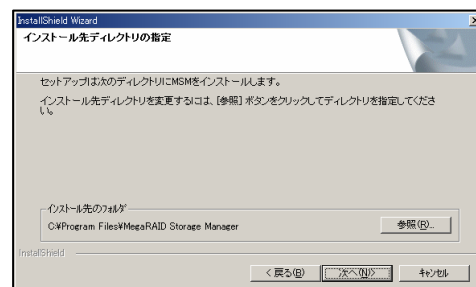 InstallShield Wizard
インストール先ディレクトリの指定
セットアップは次のディレクトリにMSMをインストールします。
インストール先ディレクトリを変更するには、[参照] ボタンをクリックしてディレクトリを指定してくださ
い。
インストール先のフォルダ
C:¥Program Files¥MegaRAID Storage Manager
参照(R)...
InstallShield
< 戻る(B)
次へ(N)>
キャンセル